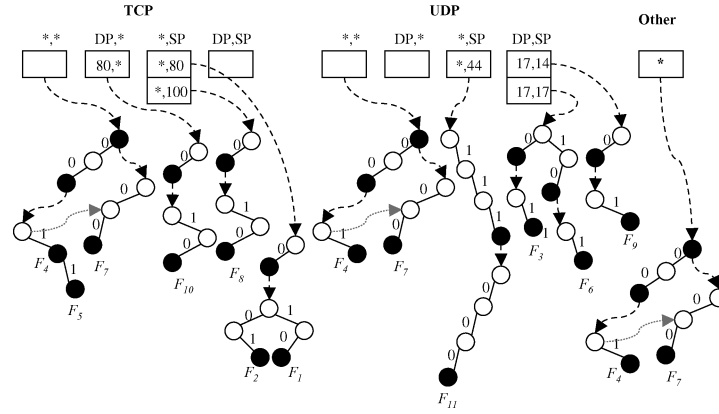 TCP UDP Other
*,* DP,* *,SP DP,SP *,* DP,* *,SP DP,SP
80,* *,80 *,44 17,14 *
*,100 17,17
0 0 0 0 1
0 0 0 0 1 0 0 0 1 0
0 0 1 0
1 0 1 1 1 1 1
F4 F7 0 0 0 F4 F7 F3 1 F9 0
1 F10 F8 F6 0
F5 0 0
0 1 0 1 0
1 0 0 F4 F7
F2 F1 F11